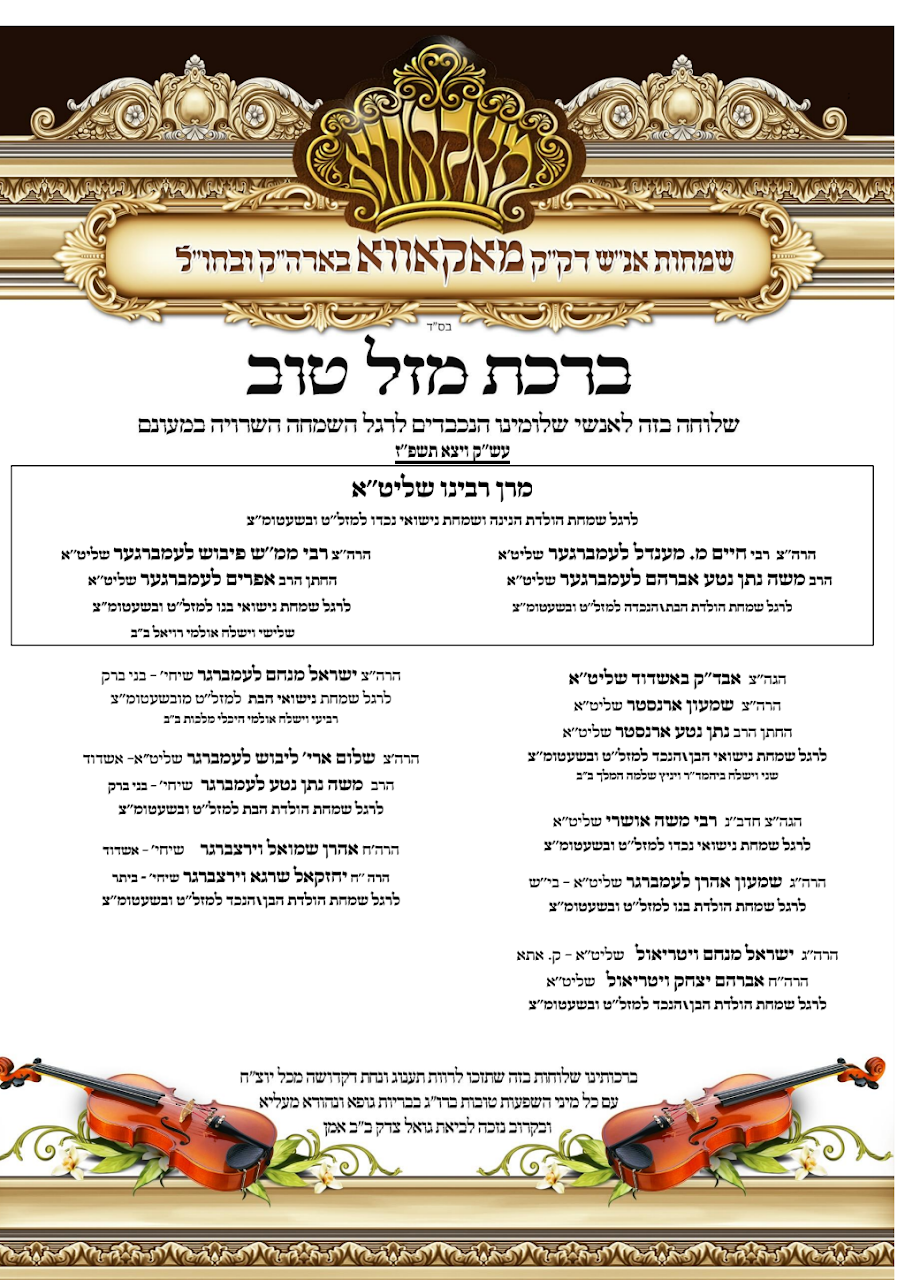 מאקאווא
שמחות אנ"ש דק"ק מאקאווא בארה"ק ובחו"ל
בס"ד
ברכת מזל טוב
שלוחה בזה לאנשי שלומינו הנכבדים לרגל השמחה השרויה במעונם
עש"ק ויצא תשפ"ז
מרן רבינו שליט"א
לרגל שמחת הולדת הנינה ושמחת נישואי נכדו למזל"ט ובשעטומ"צ
הרה"צ רבי חיים מ. מענדל לעמברגער שליט'א
הרב משה נתן נטע אברהם לעמברגער שליט"א
לרגל שמחת הולדת הבת\הנכדה למזל"ט ובשעטומ"צ
הרה"צ רבי ממ"ש פיבוש לעמברגער שליט"א
החתן הרב אפרים לעמברגער שליט"א
לרגל שמחת נישואי בנו למזל"ט ובשעטומ"צ
שלישי וישלח אולמי רויאל ב"ב
הגה"צ אבד"ק באשדוד שליט"א
הרה"צ שמעון ארנסטר שליט"א
החתן הרב נתן נטע ארנסטר שליט"א
לרגל שמחת נישואי הבן\הנכד למזל"ט ובשעטומ"צ
שני וישלח ביהמד"ר ויניץ שלמה המלך ב"ב
הגה"צ חדב"נ רבי משה אושרי שליט"א
לרגל שמחת נישואי נכדו למזל"ט ובשעטומ"צ
הרה"ג שמעון אהרן לעמברגר שליט"א - בי"ש
לרגל שמחת הולדת בנו למזל"ט ובשעטומ"צ
הרה"ג ישראל מנחם ויטריאול שליט"א - ק. אתא
הרה"ח אברהם יצחק ויטריאול שליט"א
לרגל שמחת הולדת הבן\הנכד למזל"ט ובשעטומ"צ
הרה"צ ישראל מנחם לעמברגר שיחי' - בני ברק
לרגל שמחת נישואי הבת למזל"ט מובשעטומ"צ
רביעי וישלח אולמי היכלי מלכות ב"ב
הרה"צ שלום ארי' ליבוש לעמברגר שליט"א- אשדוד
הרב משה נתן נטע לעמברגר שיחי' - בני ברק
לרגל שמחת הולדת הבת למזל"ט ובשעטומ"צ
הרה"ח אהרן שמואל וירצברגר שיחי' - אשדוד
הרה "ח יחזקאל שרגא וירצברגר שיחי' - ביתר
לרגל שמחת הולדת הבן\הנכד למזל"ט ובשעטומ"צ
ברכותינו שלוחות בזה שתזכו לרוות תענוג ונחת דקדושה מכל יוצ"ח
עם כל מיני השפעות טובות ברו"ג בבריות גופא ונהורא מעליא
ובקרוב נזכה לביאת גואל צדק ב"ב אמן